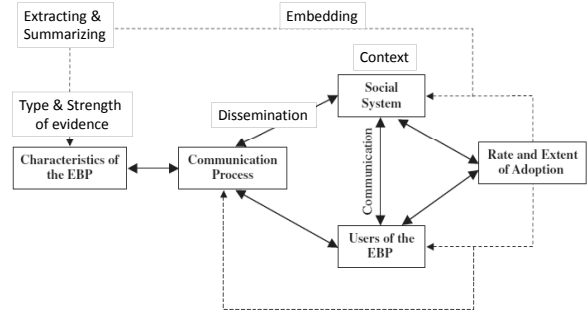 Extracting &
Summarizing
Embedding
Context
Social
System
Type & Strength
of evidence
Dissemination
Characteristics of
the EBP
Communication
Process
Communication
Rate and Extent
of Adoption
Users of the
EBP